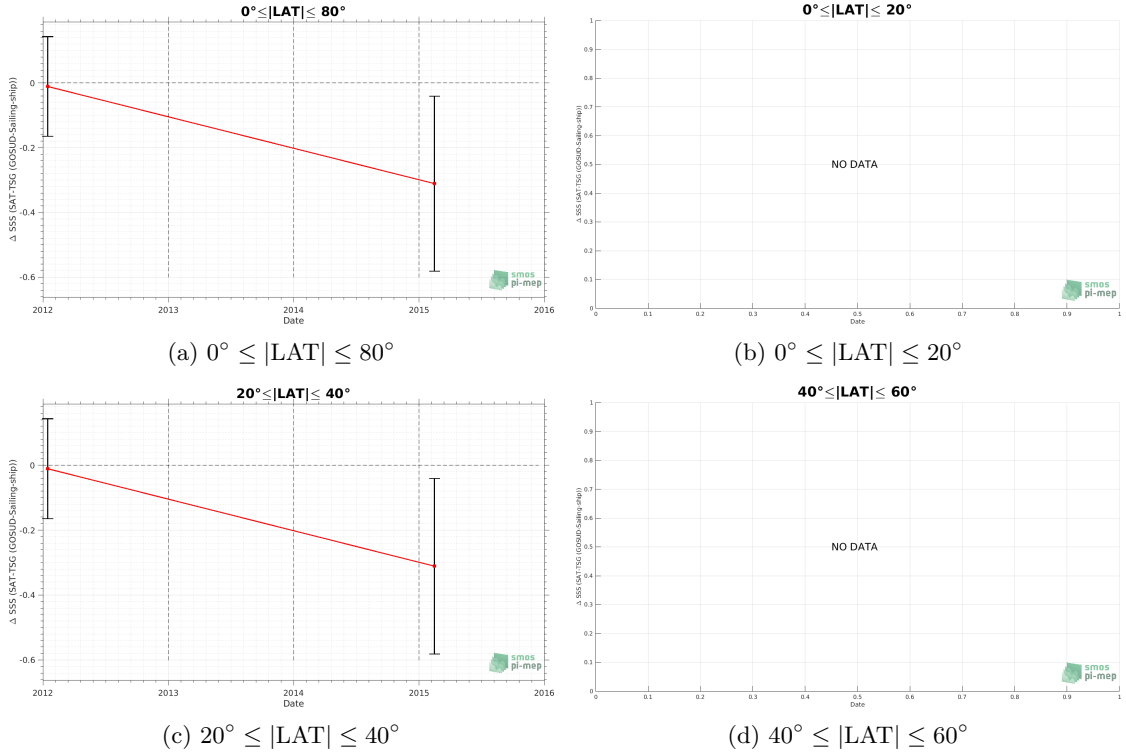 0°≤|LAT|≤ 80°
Δ SSS (SAT-TSG (GOSUD-Sailing-ship))
0
-0.2
-0.4
-0.6
2012 2013 2014 2015 2016
Date
smos
pi-mep
(a) 0° ≤ |LAT| ≤ 80°
0°≤|LAT|≤ 20°
Δ SSS (SAT-TSG (GOSUD-Sailing-ship))
1
0.9
0.8
0.7
0.6
0.5
0.4
0.3
0.2
0.1
0
NO DATA
0 0.1 0.2 0.3 0.4 0.5 0.6 0.7 0.8 0.9 1
Date
smos
pi-mep
(b) 0° ≤ |LAT| ≤ 20°
20°≤|LAT|≤ 40°
Δ SSS (SAT-TSG (GOSUD-Sailing-ship))
0
-0.2
-0.4
-0.6
2012 2013 2014 2015 2016
Date
smos
pi-mep
(c) 20° ≤ |LAT| ≤ 40°
40°≤|LAT|≤ 60°
Δ SSS (SAT-TSG (GOSUD-Sailing-ship))
1
0.9
0.8
0.7
0.6
0.5
0.4
0.3
0.2
0.1
0
NO DATA
0 0.1 0.2 0.3 0.4 0.5 0.6 0.7 0.8 0.9 1
Date
smos
pi-mep
(d) 40° ≤ |LAT| ≤ 60°